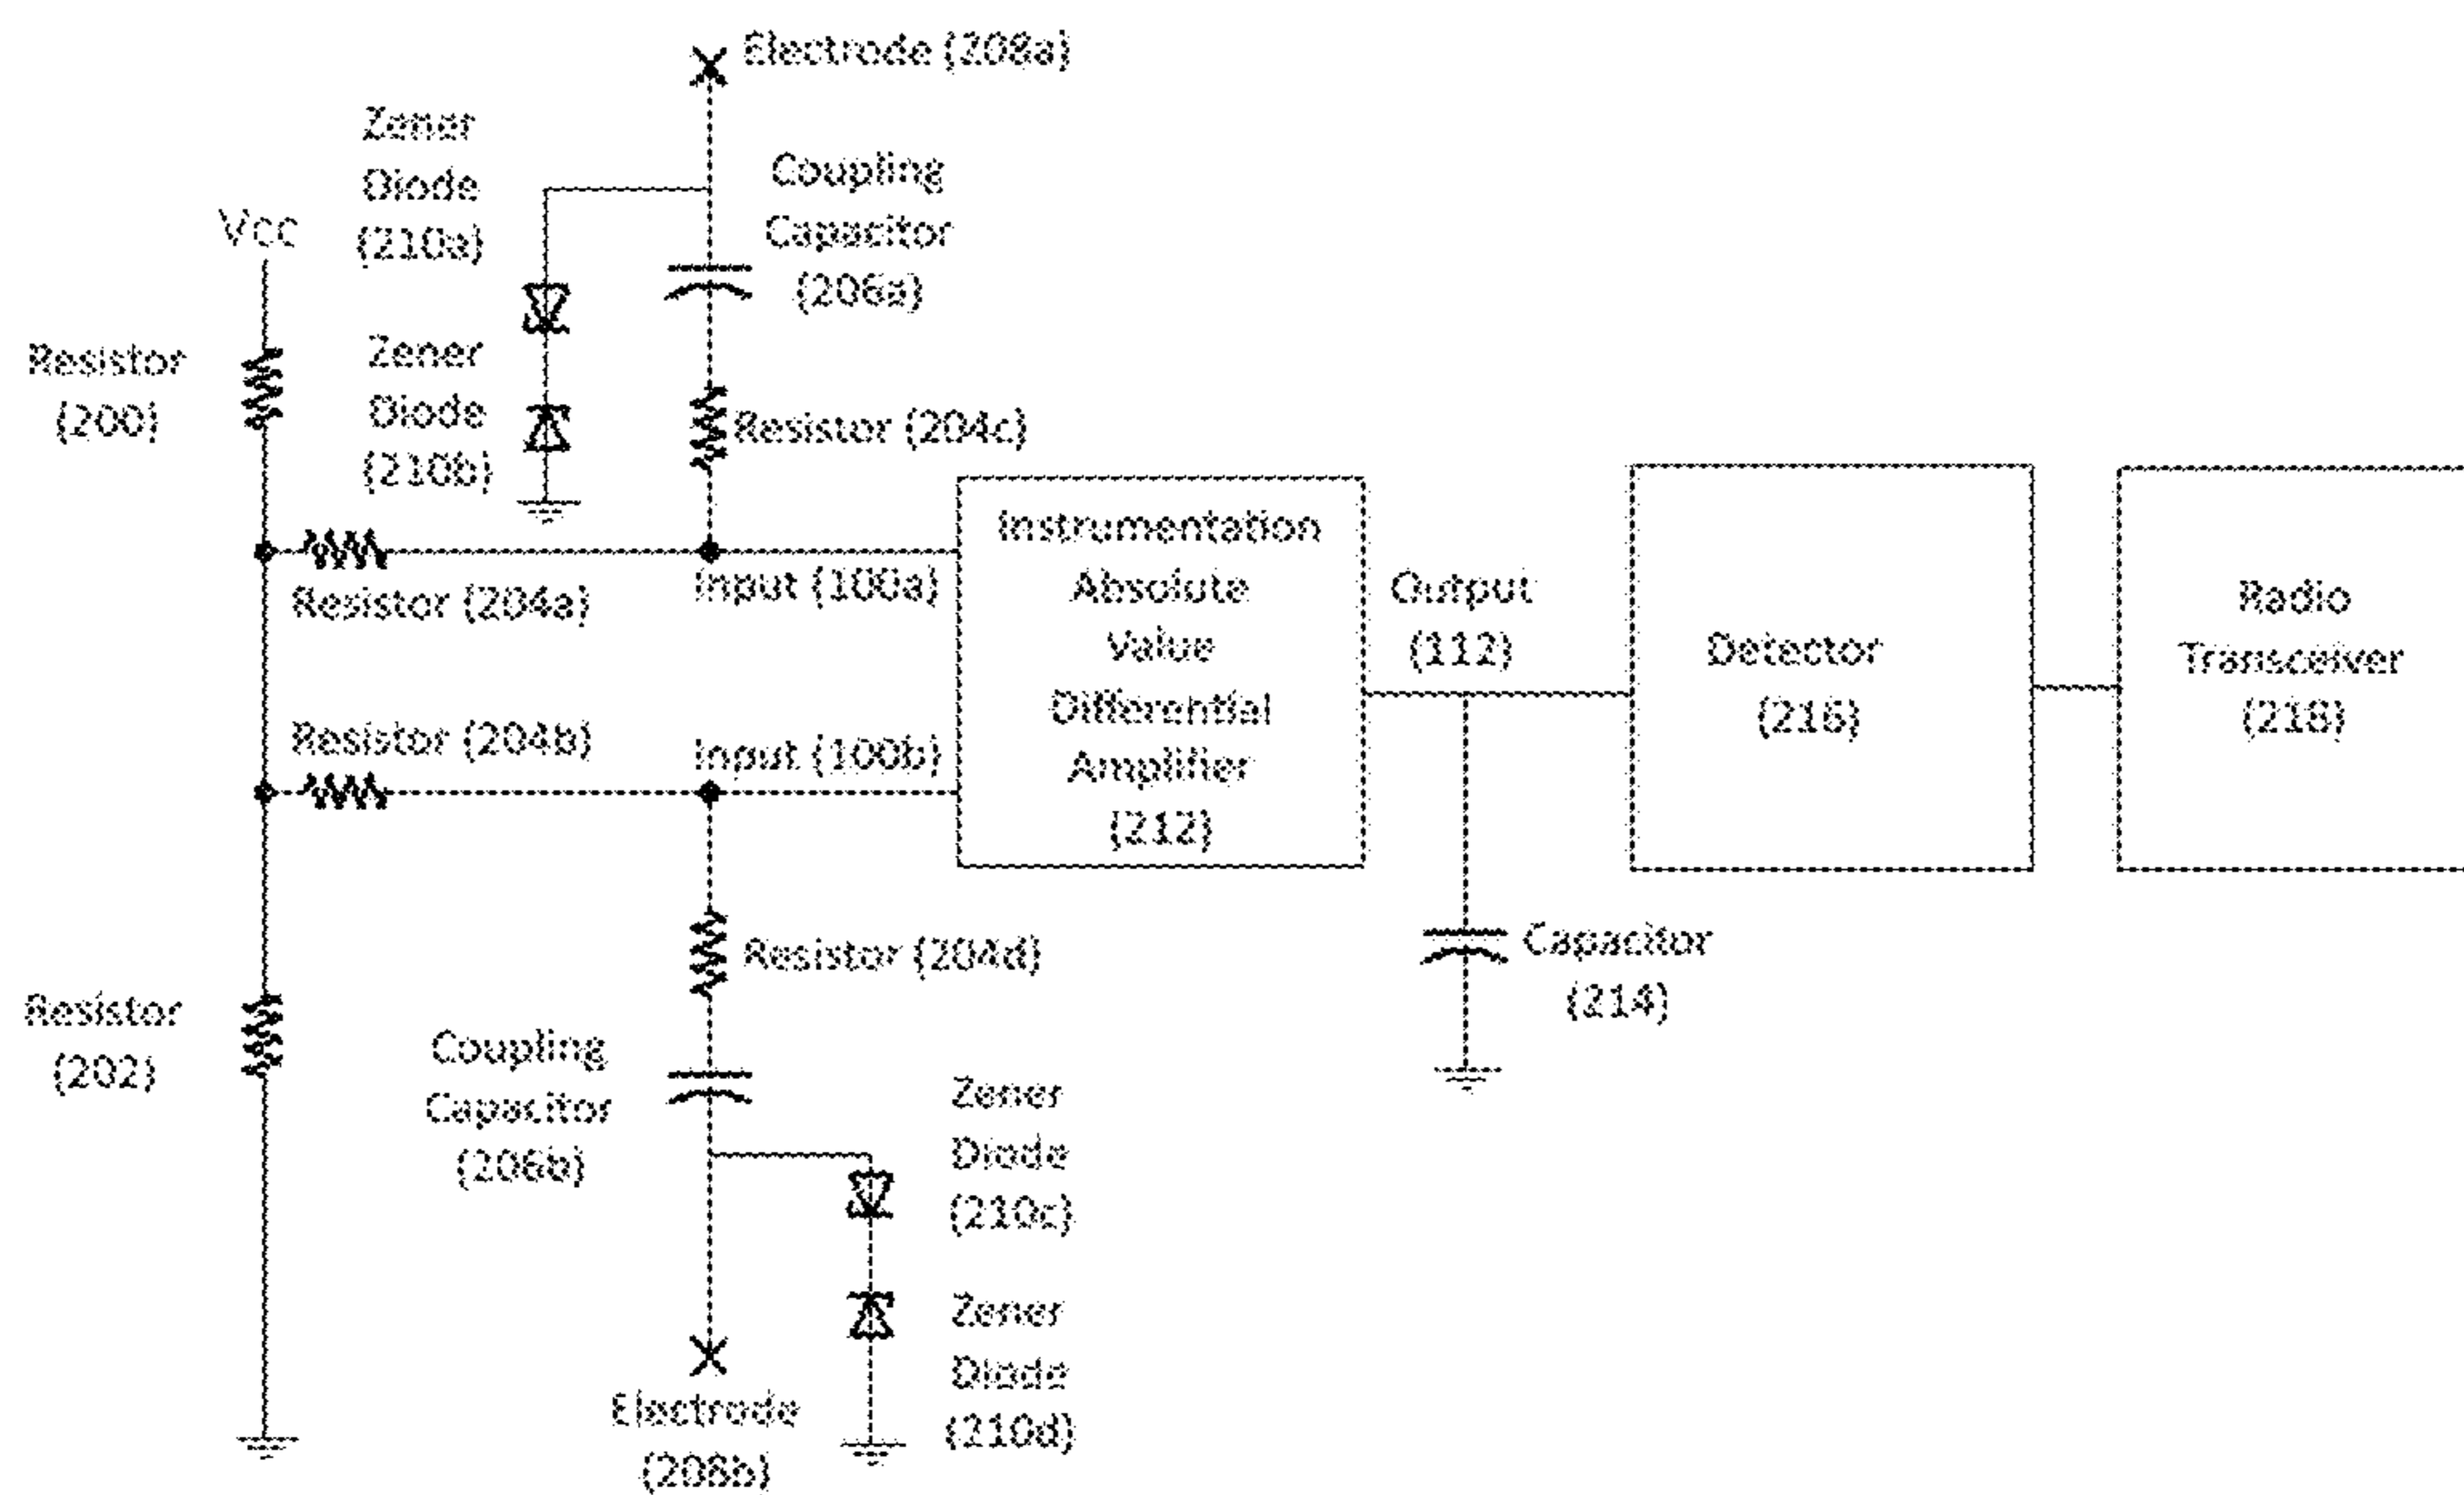 Electrode (208a)
Zener
Diode
(210a)
Coupling
Capacitor
(206a)
Vcc
Resistor
(200)
Zener
Diode
(210b)
Resistor (204c)
Resistor (204a)
Input (100a)
Instrumentation
Absolute
Value
Differential
Amplifier
(212)
Output
(112)
Detector
(216)
Radio
Transceiver
(218)
Resistor (204b)
Input (100b)
Resistor (204d)
Capacitor
(214)
Resistor
(202)
Coupling
Capacitor
(206b)
Zener
Diode
(210c)
Zener
Diode
(210d)
Electrode
(208b)